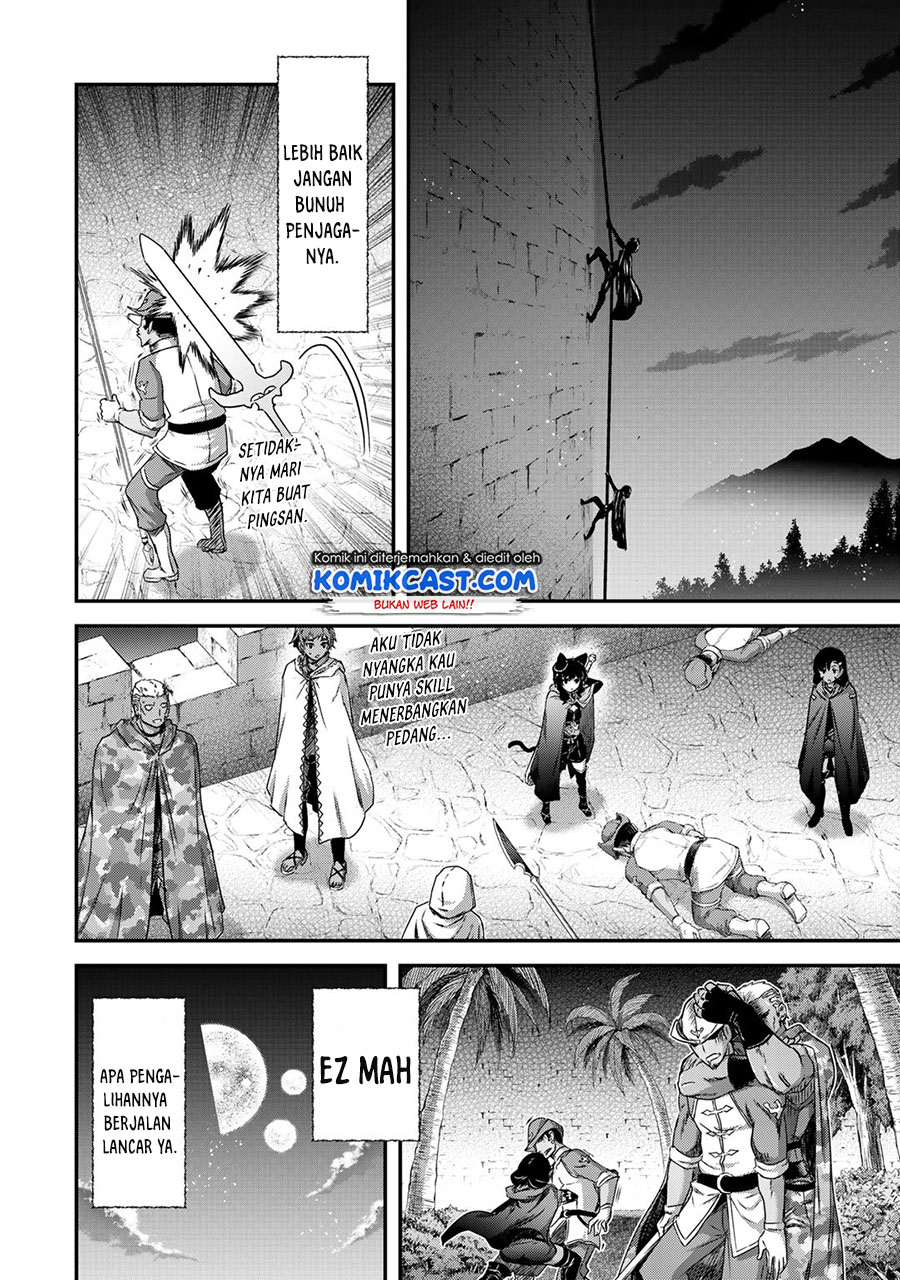 LEBIH BAIK
JANGAN
BUNUH
PENJAGA-
NYA.
SETIDAK-
NYA MARI
KITA BUAT
PINGSAN.
Komik ini diterjemahkan & diedit oleh
KOMIKCAST.COM
BUKAN WEB LAIN!!
AKU TIDAK
NYANGKA KAU
PUNYA SKILL
MENERBANGKAN
PEDANG...
EZ MAH
APA PENGA-
LIHANNYA
BERJALAN
LANCAR YA.